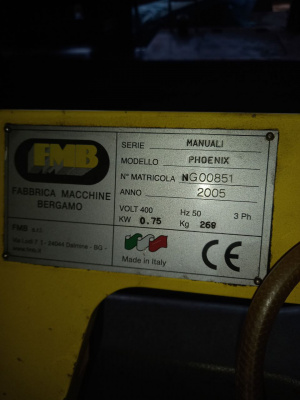 FMB
FABBRICA MACCHINE
BERGAMO
FMB s.r.l.
SERIE MANUALI
MODELLO PHOENIX
N° MATRICOLA NG00851
ANNO 2005
VOLT 400 Hz 50 3 Ph
KW 0.75 Kg 260
Made in Italy
CE